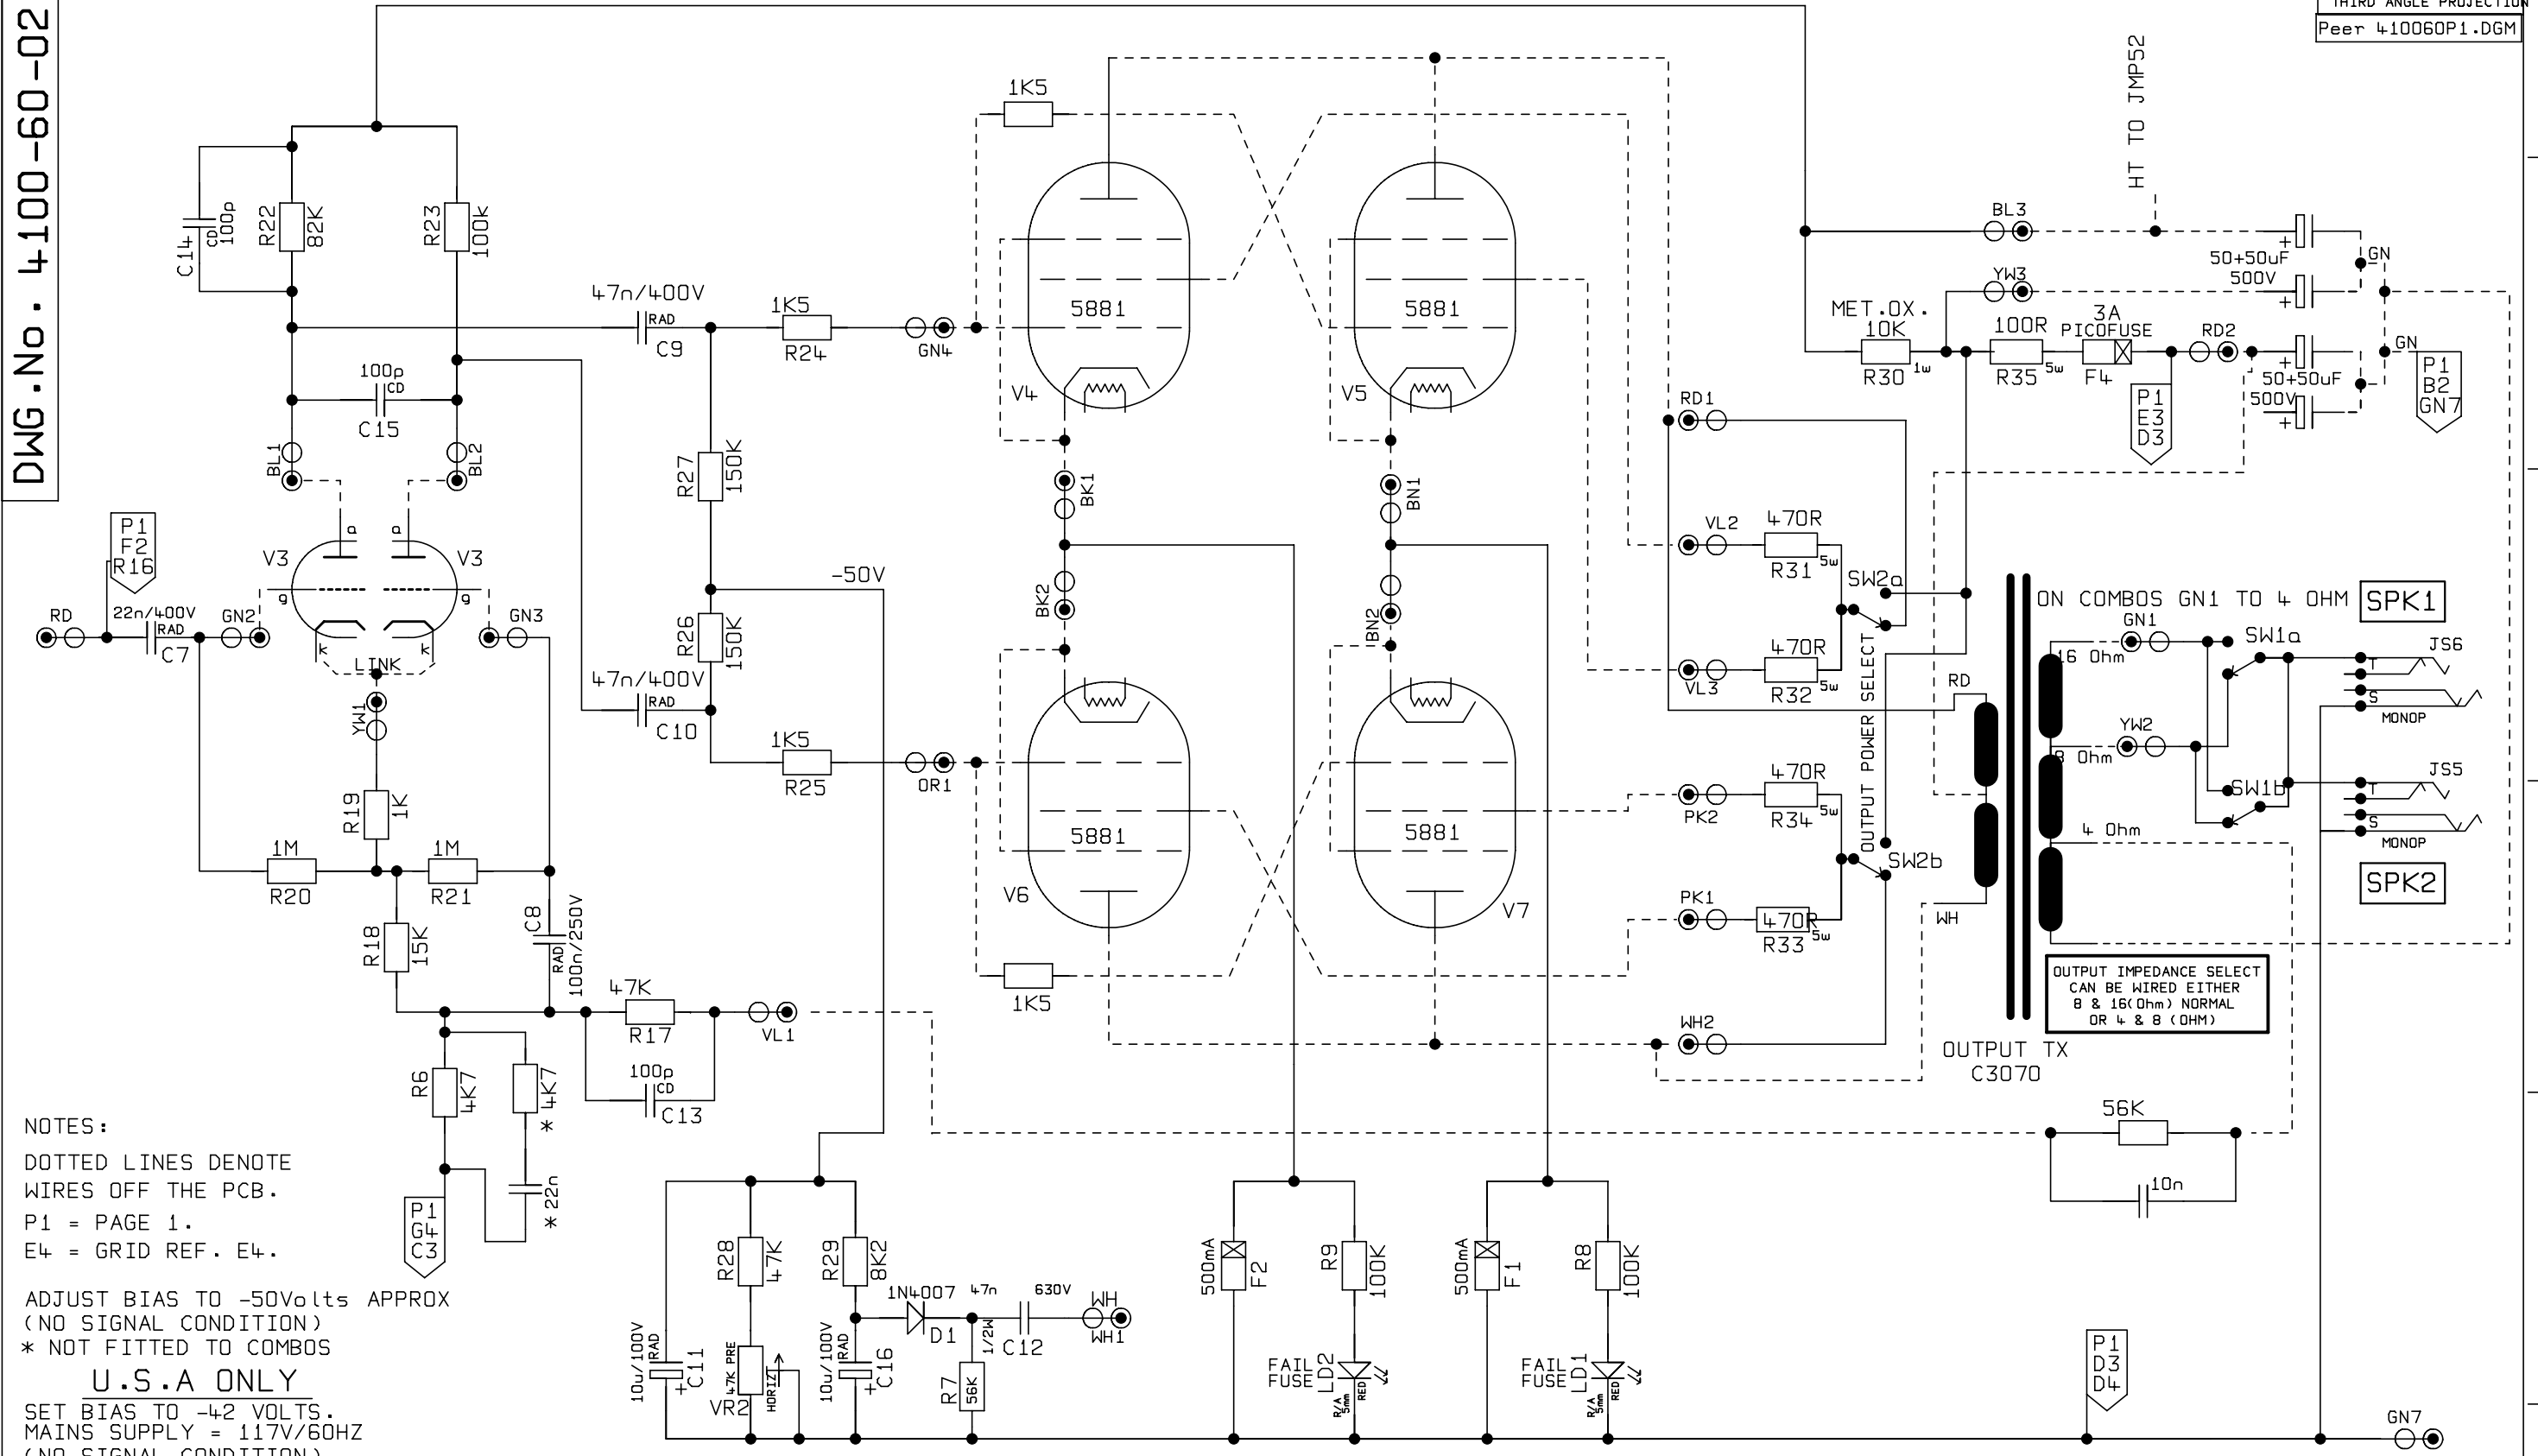 DWG.No. 4100-60-02
THIRD ANGLE PROJECTION
Peer 410060P1.DGM
HT TO JMP52
1K5
C14
CD
100p
R22
82K
R23
100k
47n/400V
RAD
C9
1K5
R24
GN4
5881
V4
5881
V5
BL3
YW3
50+50uF
500V
GN
MET.OX.
10K
R30
1w
100R
R35
5w
3A
PICOFUSE
F4
RD2
GN
50+50uF
500V
P1
E3
D3
P1
B2
GN7
100p
CD
C15
BL1
BL2
R27
150K
BK1
BN1
RD1
P1
F2
R16
V3
V3
a
a
g
g
k
k
LINK
RD
22n/400V
RAD
C7
GN2
GN3
-50V
R26
150K
BK2
BN2
VL2
470R
R31
5w
SW2a
VL3
470R
R32
5w
OUTPUT POWER SELECT
ON COMBOS GN1 TO 4 OHM
SPK1
GN1
SW1a
JS6
16 Ohm
T
S
MONOP
RD
YW2
8 Ohm
SW1b
JS5
T
S
MONOP
4 Ohm
SPK2
YW1
47n/400V
RAD
C10
1K5
R25
OR1
5881
V6
5881
V7
PK2
470R
R34
5w
SW2b
PK1
470R
R33
5w
WH
R19
1K
1M
R20
1M
R21
R18
15K
C8
RAD
100n/250V
1K5
47K
R17
VL1
100p
CD
C13
WH2
OUTPUT IMPEDANCE SELECT
CAN BE WIRED EITHER
8 & 16(Ohm) NORMAL
OR 4 & 8 (OHM)
OUTPUT TX
C3070
R6
4K7
* 4K7
* 22n
P1
G4
C3
56K
10n
NOTES:
DOTTED LINES DENOTE
WIRES OFF THE PCB.
P1 = PAGE 1.
E4 = GRID REF. E4.
ADJUST BIAS TO -50Volts APPROX
(NO SIGNAL CONDITION)
* NOT FITTED TO COMBOS
U.S.A ONLY
SET BIAS TO -42 VOLTS.
MAINS SUPPLY = 117V/60HZ
(NO SIGNAL CONDITION)
10u/100V
RAD
C11
R28
47K
47K PRE
VR2
HORIZ
R29
8K2
10u/100V
RAD
C16
1N4007
D1
47n
630V
C12
1/2W
R7
56K
WH
WH1
500mA
F2
R9
100K
FAIL
FUSE
LD2
R/A
5mm
RED
500mA
F1
R8
100K
FAIL
FUSE
LD1
R/A
5mm
RED
P1
D3
D4
GN7